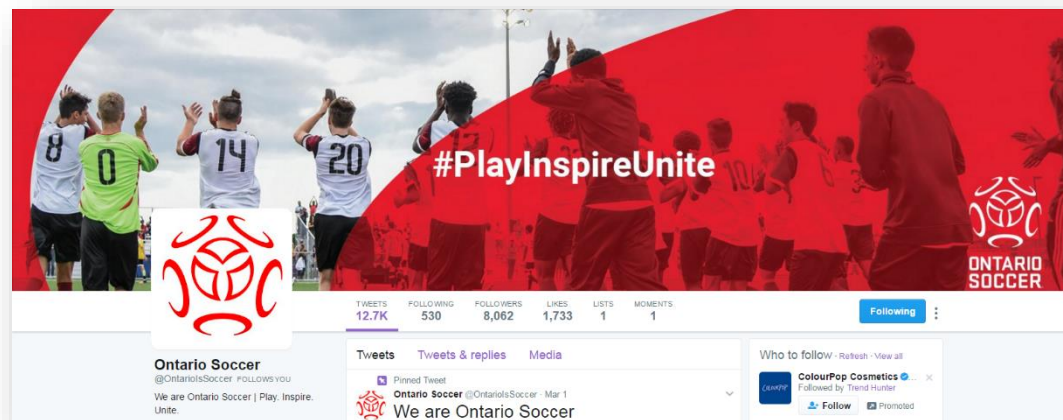 8
0
14
20
10
3
#PlayInspireUnite
ONTARIO
SOCCER
TWEETS FOLLOWING FOLLOWERS LIKES LISTS MOMENTS
12.7K 530 8,062 1,733 1 1
Following
Ontario Soccer
@OntarioIsSoccer FOLLOWS YOU
We are Ontario Soccer | Play. Inspire.
Unite.
Tweets Tweets & replies Media
Pinned Tweet
Ontario Soccer @OntarioIsSoccer · Mar 1
We are Ontario Soccer
Who to follow · Refresh · View all
ColourPop Cosmetics ...
Followed by Trend Hunter
Follow Promoted